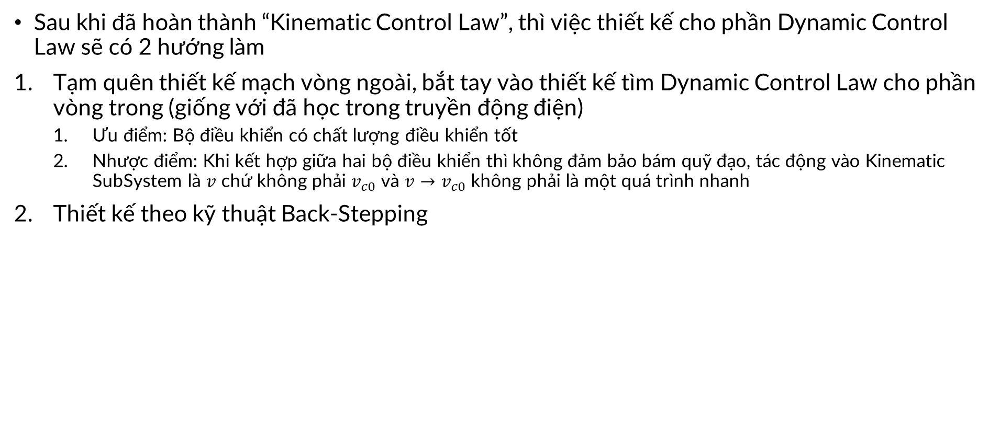 • Sau khi đã hoàn thành “Kinematic Control Law”, thì việc thiết kế cho phần Dynamic Control
Law sẽ có 2 hướng làm
1. Tạm quên thiết kế mạch vòng ngoài, bắt tay vào thiết kế tìm Dynamic Control Law cho phần
vòng trong (giống với đã học trong truyền động điện)
1. Ưu điểm: Bộ điều khiển có chất lượng điều khiển tốt
2. Nhược điểm: Khi kết hợp giữa hai bộ điều khiển thì không đảm bảo bám quỹ đạo, tác động vào Kinematic
SubSystem là 𝑣 chứ không phải 𝑣_{𝑐0} và 𝑣 → 𝑣_{𝑐0} không phải là một quá trình nhanh
2. Thiết kế theo kỹ thuật Back-Stepping